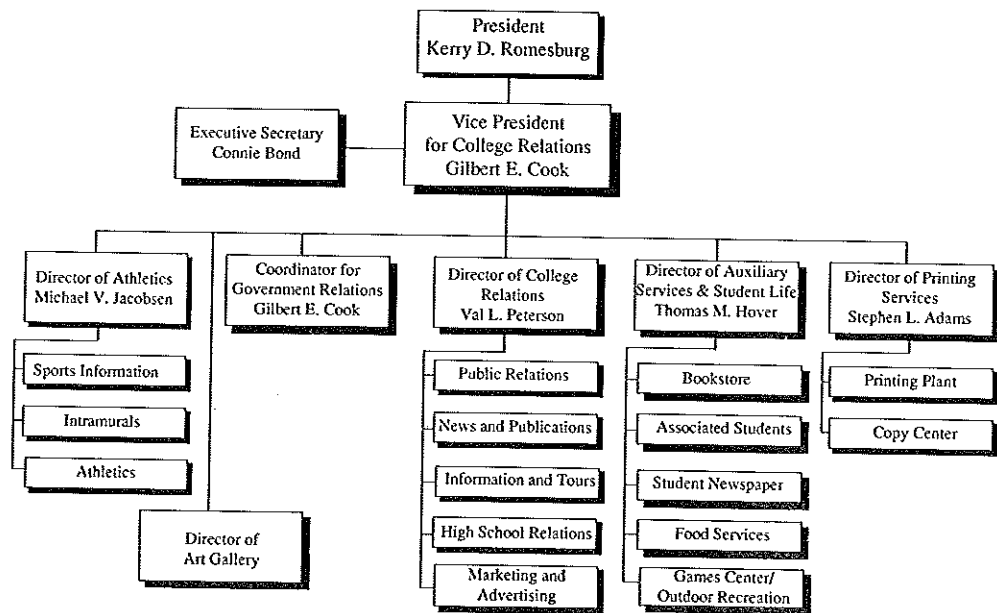 President
Kerry D. Romesburg
Executive Secretary
Connie Bond
Vice President
for College Relations
Gilbert E. Cook
Director of Athletics
Michael V. Jacobsen
Sports Information
Intramurals
Athletics
Director of
Art Gallery
Coordinator for
Government Relations
Gilbert E. Cook
Director of College
Relations
Val L. Peterson
Public Relations
News and Publications
Information and Tours
High School Relations
Marketing and
Advertising
Director of Auxiliary
Services & Student Life
Thomas M. Hover
Bookstore
Associated Students
Student Newspaper
Food Services
Games Center/
Outdoor Recreation
Director of Printing
Services
Stephen L. Adams
Printing Plant
Copy Center